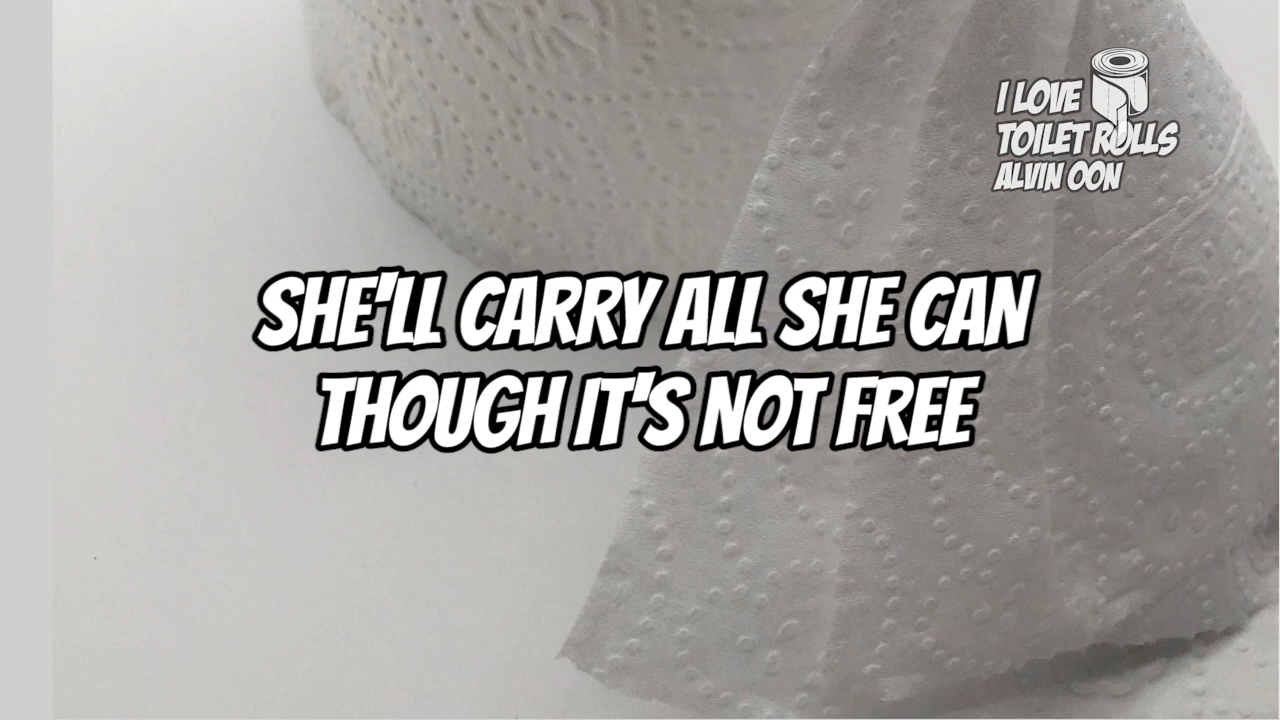 I LOVE
TOILET ROLLS
ALVIN OON
SHE'LL CARRY ALL SHE CAN
THOUGH IT'S NOT FREE